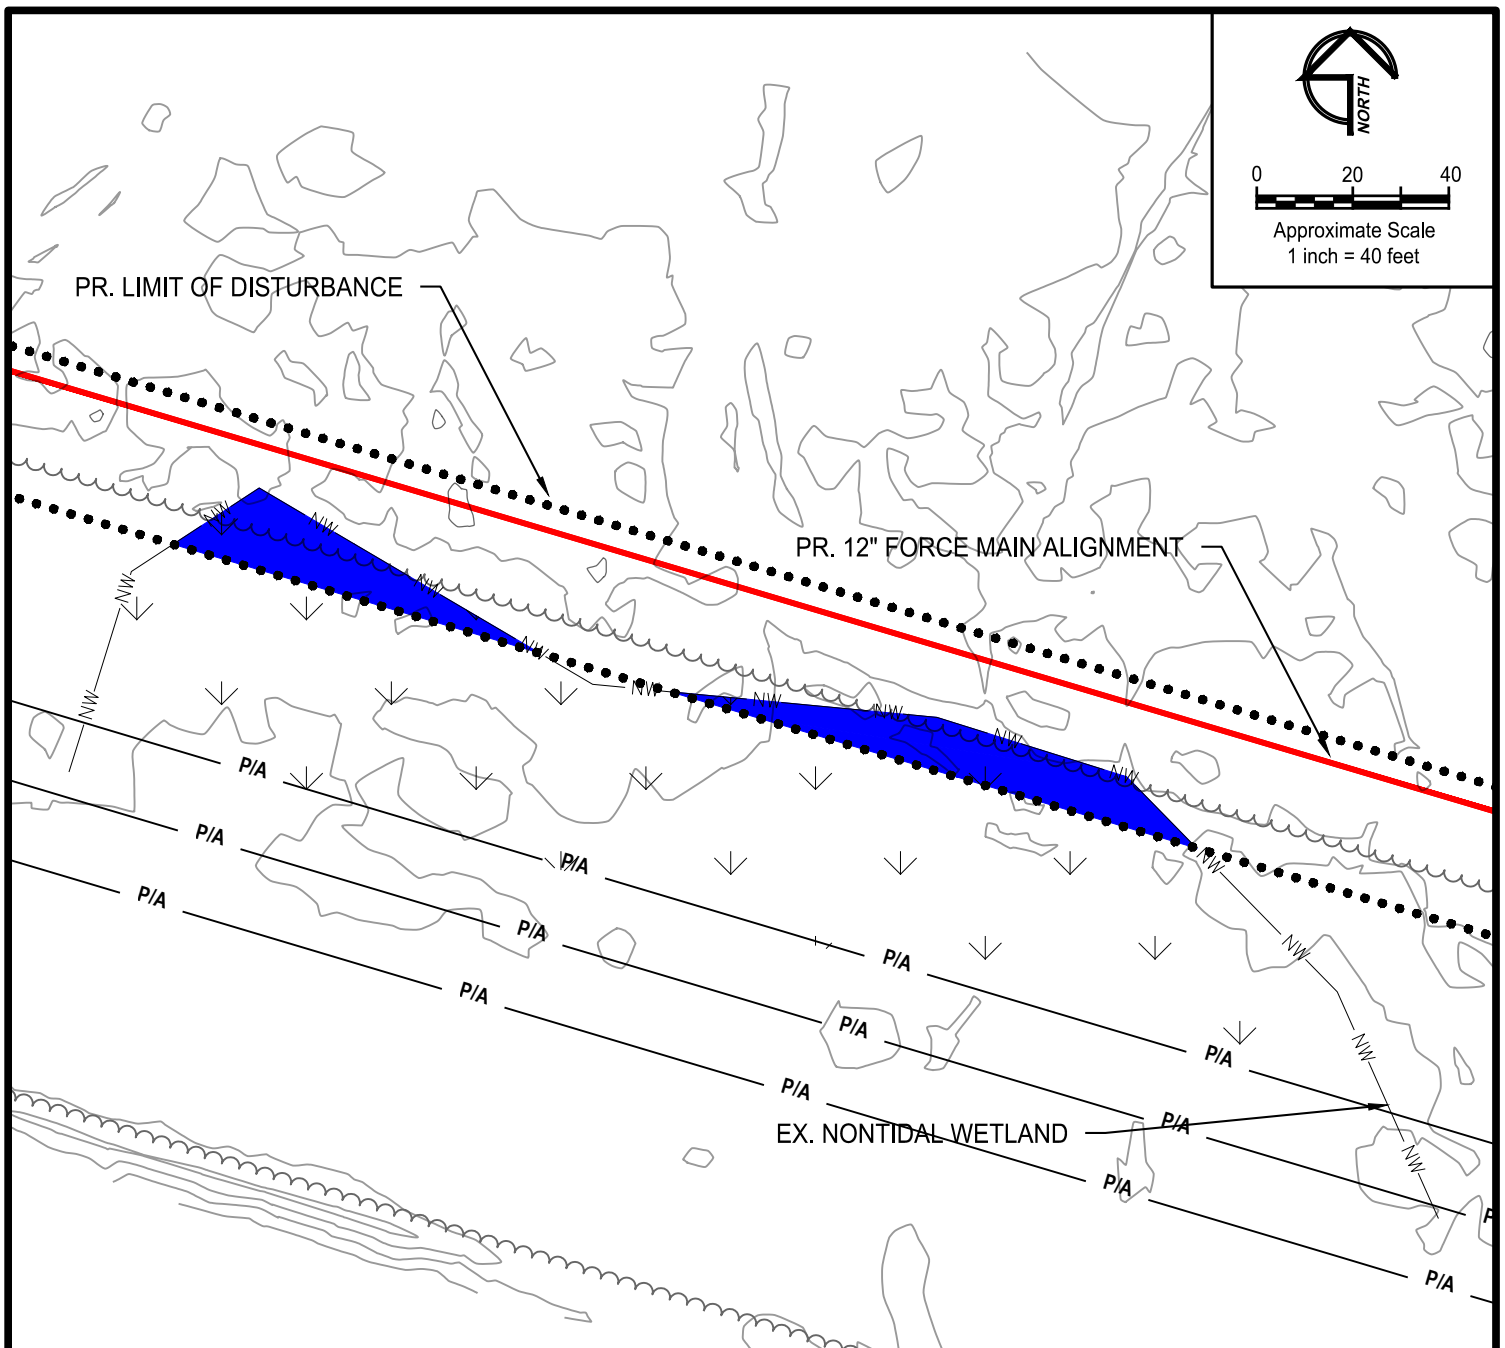 NORTH
0 20 40
Approximate Scale
1 inch = 40 feet
PR. LIMIT OF DISTURBANCE
PR. 12" FORCE MAIN ALIGNMENT
NW
NW
NW
NW
NW
NW
NW
NW
NW
NW
NW
P/A
P/A
P/A
P/A
P/A
P/A
P/A
P/A
P/A
P/A
P/A
P/A
P/A
NW
NW
NW
NW
EX. NONTIDAL WETLAND